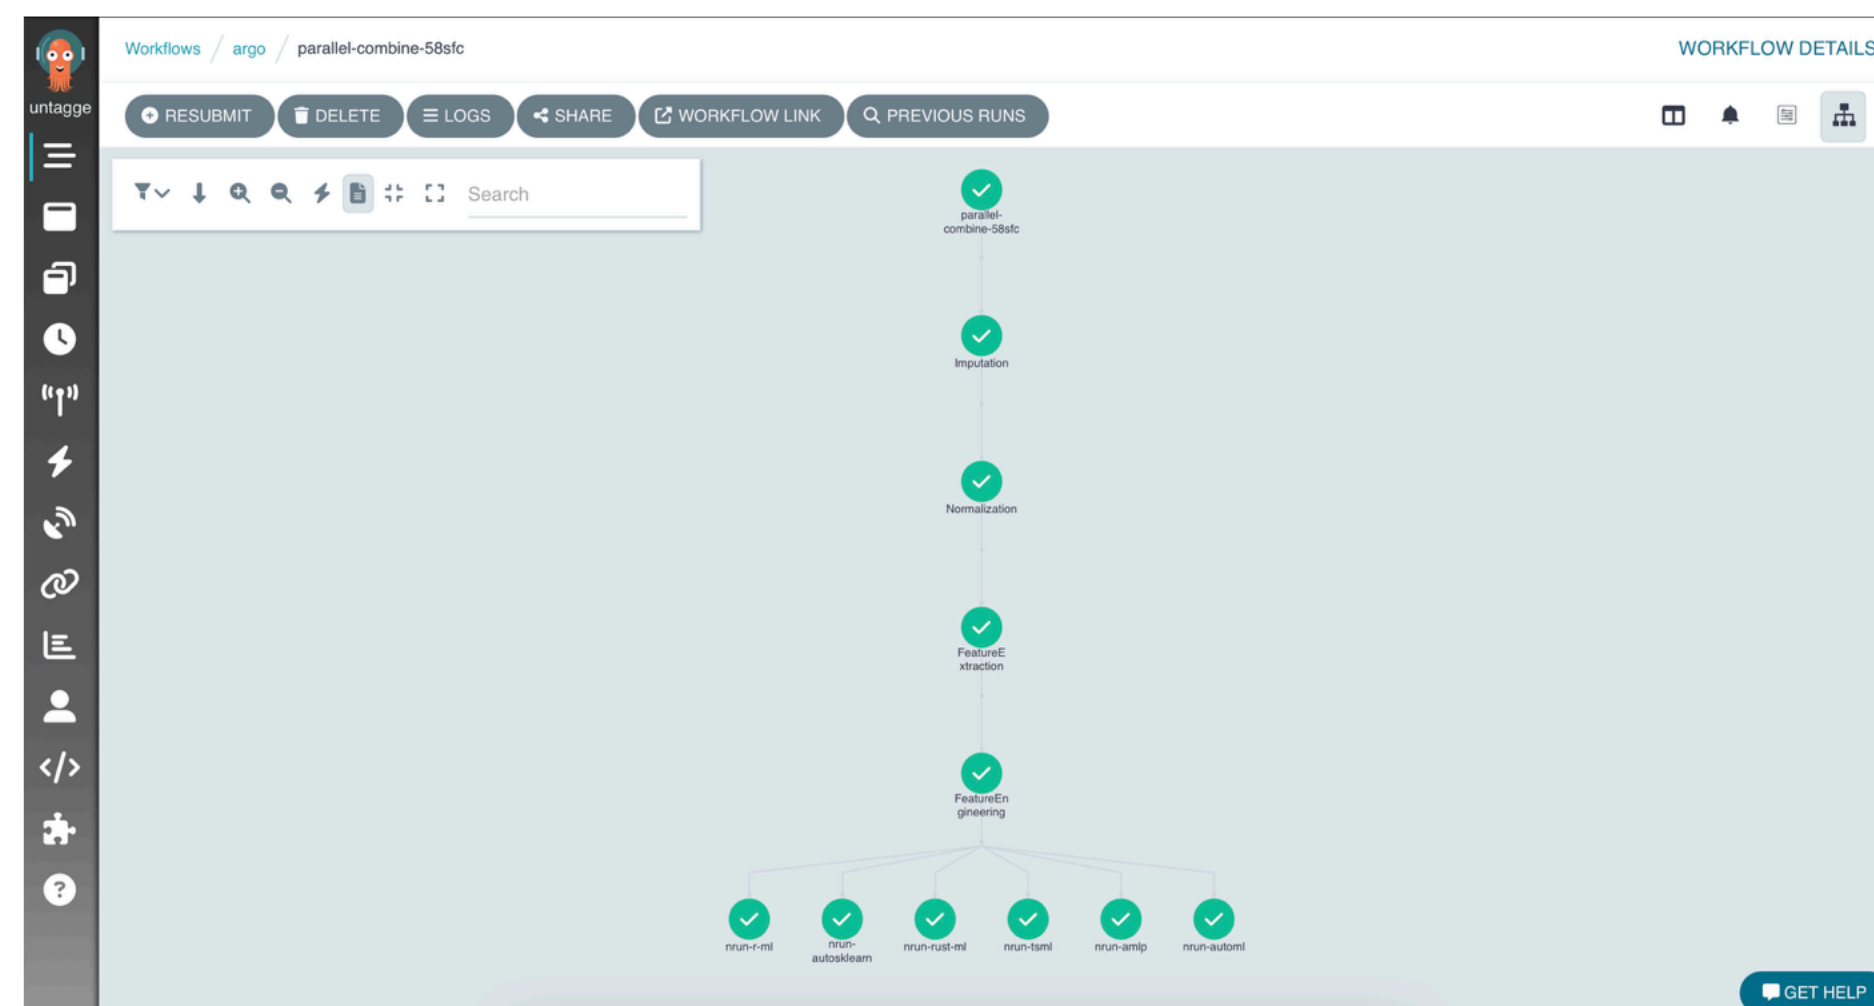 Workflows / argo / parallel-combine-58sfc
WORKFLOW DETAILS
untagge
RESUBMIT
DELETE
LOGS
SHARE
WORKFLOW LINK
PREVIOUS RUNS
Search
parallel-
combine-58sfc
Imputation
Normalization
FeatureE
xtraction
FeatureEn
gineering
nrun-r-ml
nrun-
autosklearn
nrun-rust-ml
nrun-tsml
nrun-amlp
nrun-automl
GET HELP